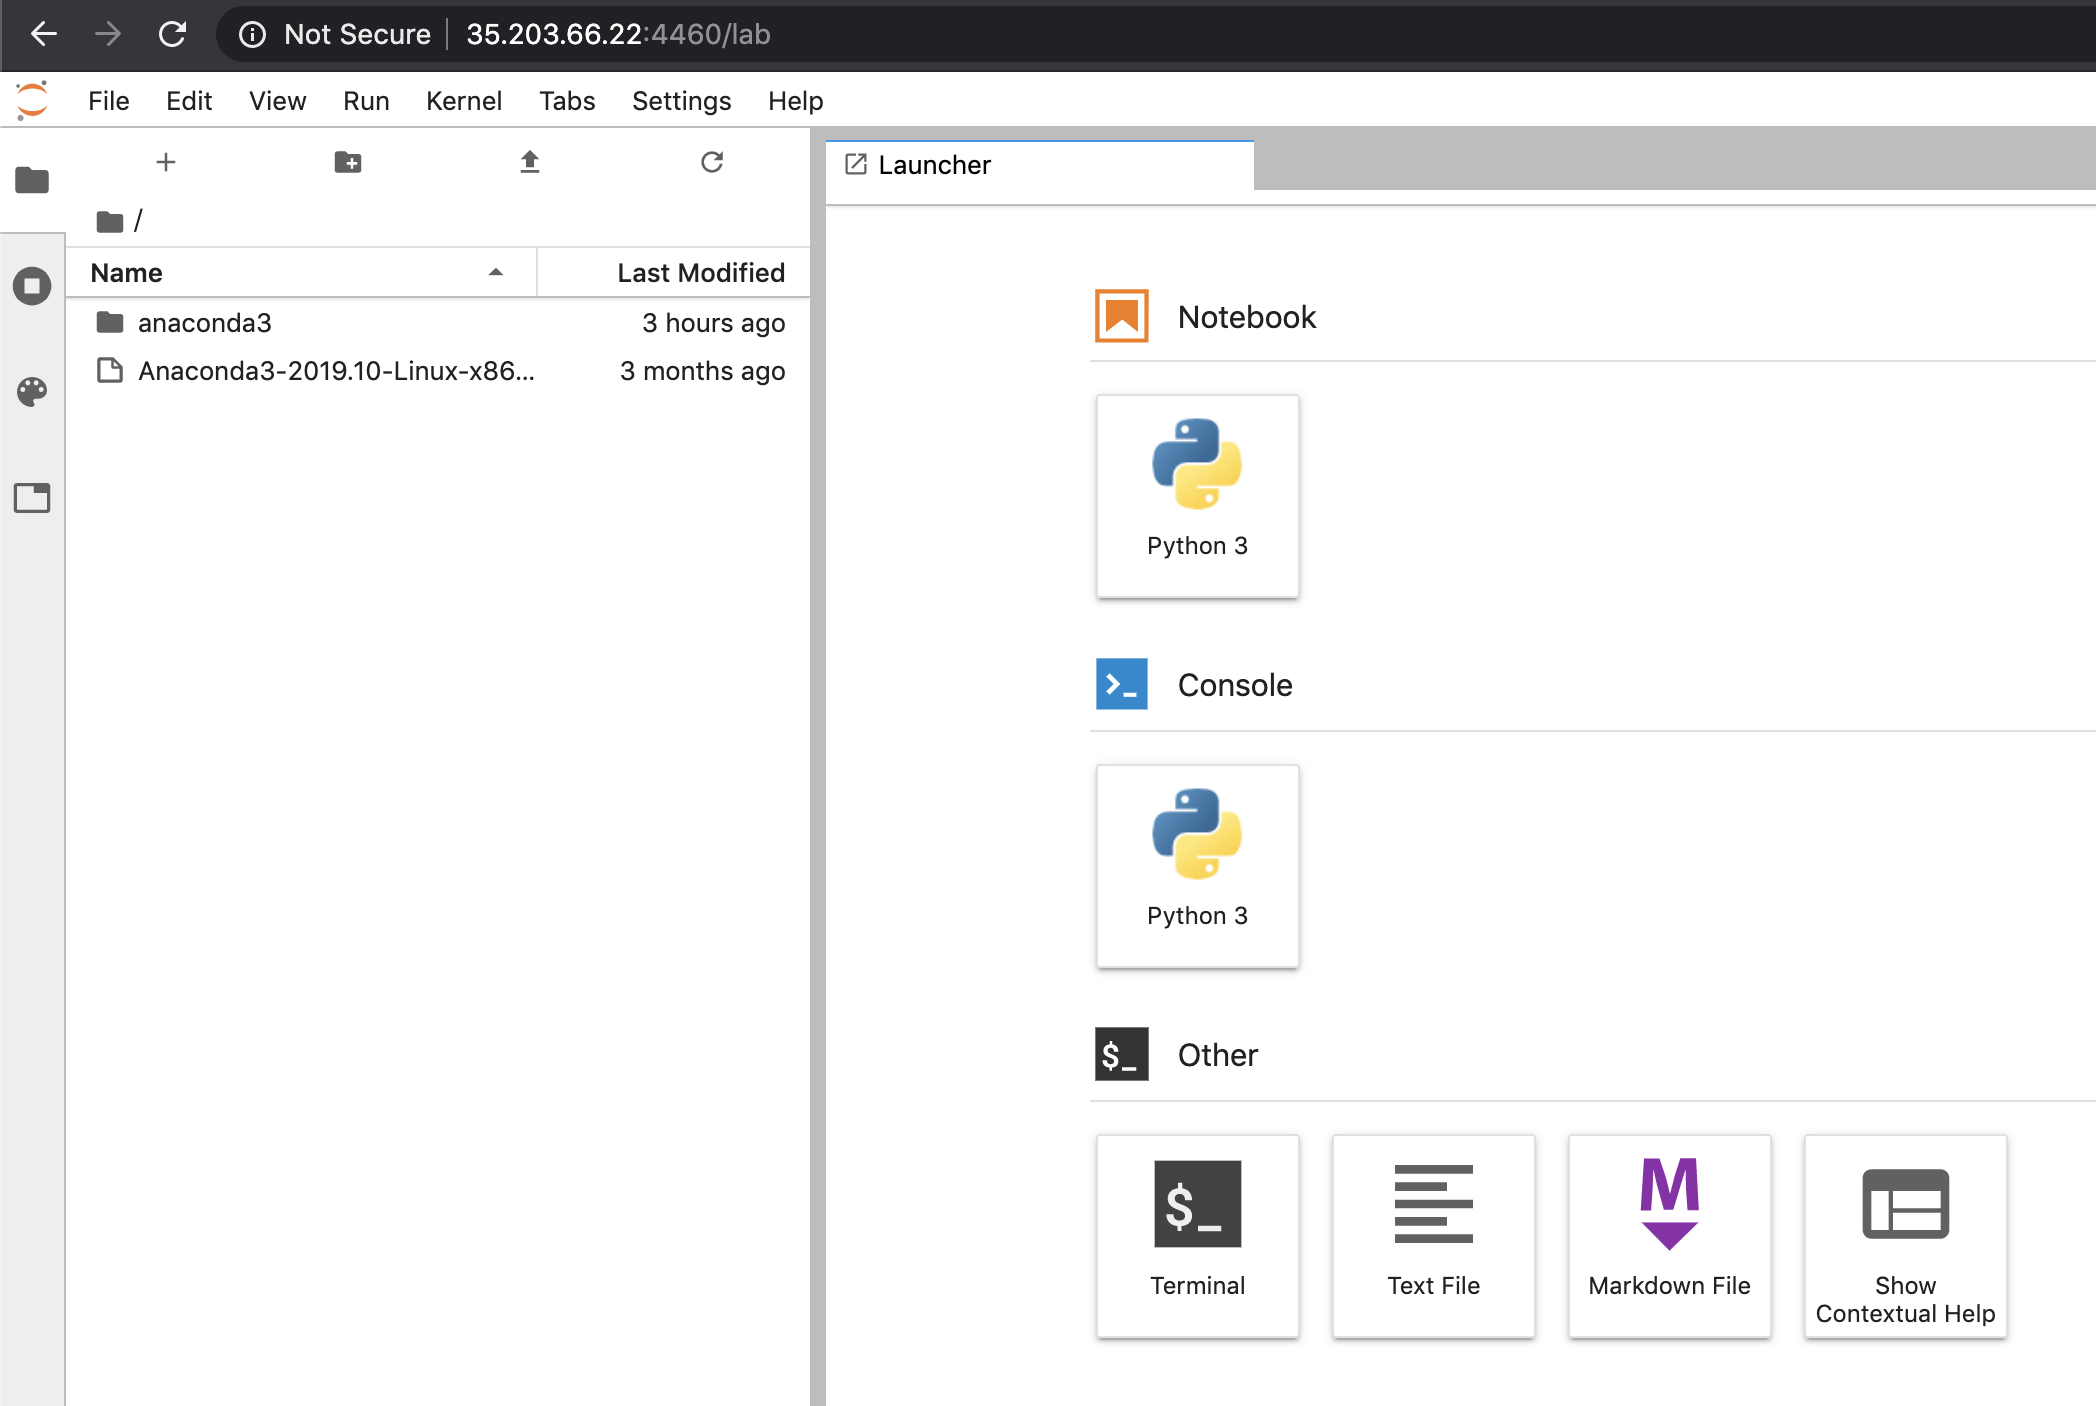 Not Secure 35.203.66.22:4460/lab
File Edit View Run Kernel Tabs Settings Help
Launcher
/
Name Last Modified
anaconda3 3 hours ago
Anaconda3-2019.10-Linux-x86... 3 months ago
Notebook
Python 3
Console
Python 3
$_ Other
$_
Terminal
Text File
M
Markdown File
Show
Contextual Help